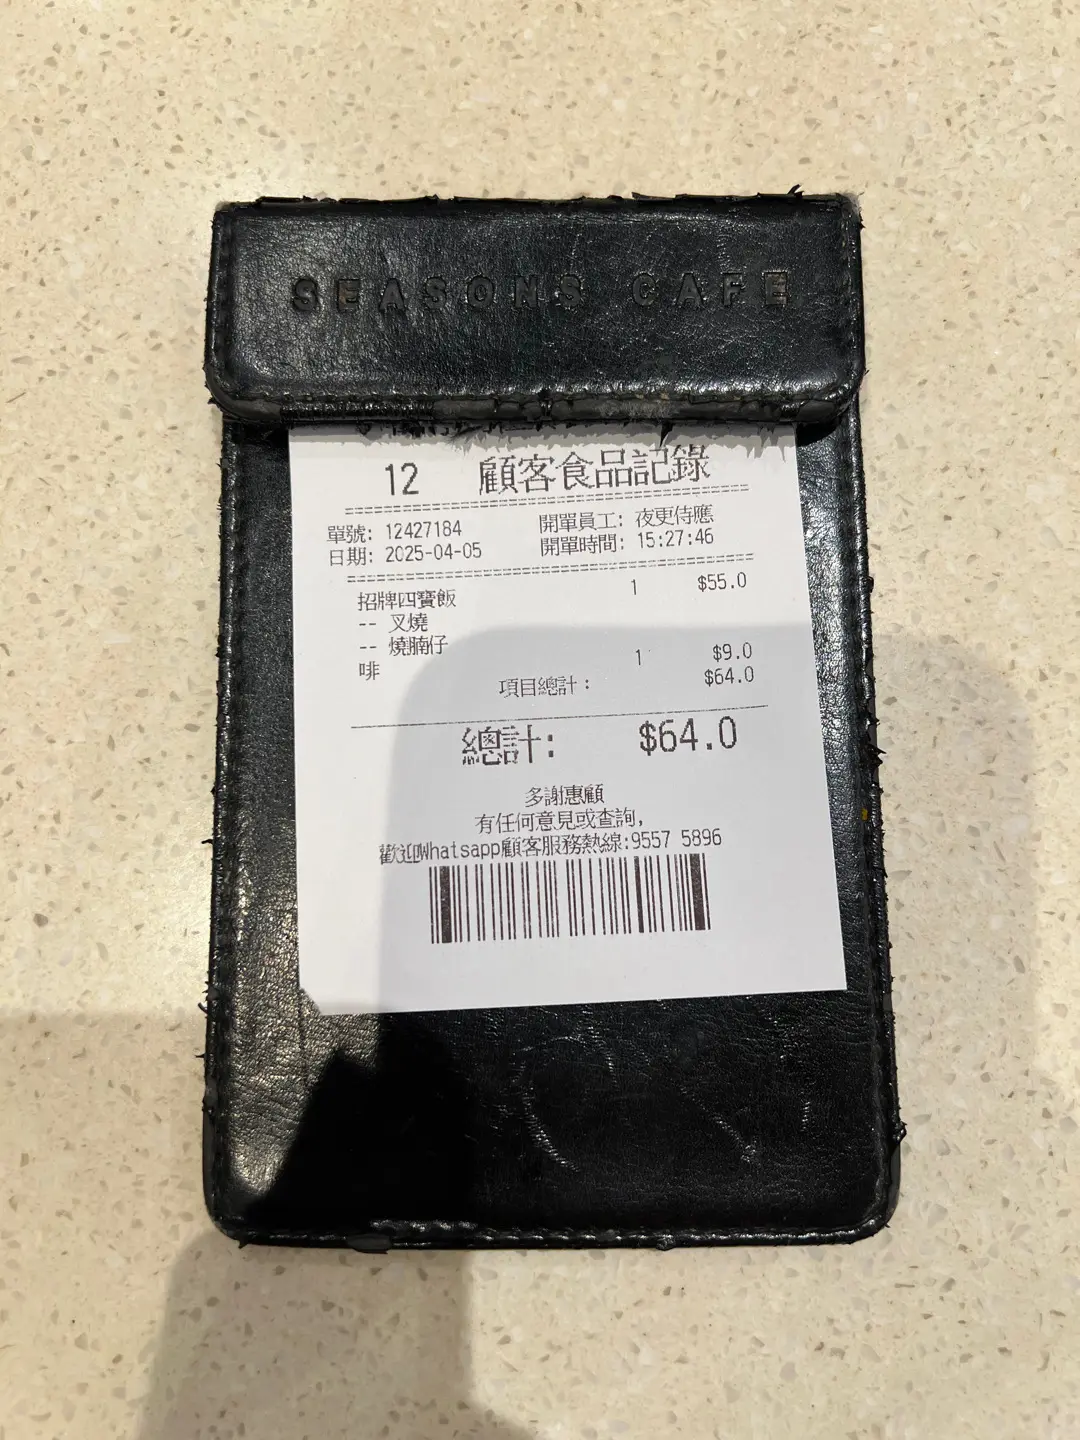 SEASONS CAFE
12 顧客食品記錄
單號: 12427184 開單員工: 夜更侍應
日期: 2025-04-05 開單時間: 15:27:46
招牌四寶飯 1 $55.0
-- 叉燒
-- 燒腩仔
啡 1 $9.0
項目總計: $64.0
總計: $64.0
多謝惠顧
有任何意見或查詢,
歡迎Whatsapp顧客服務熱線:9557 5896